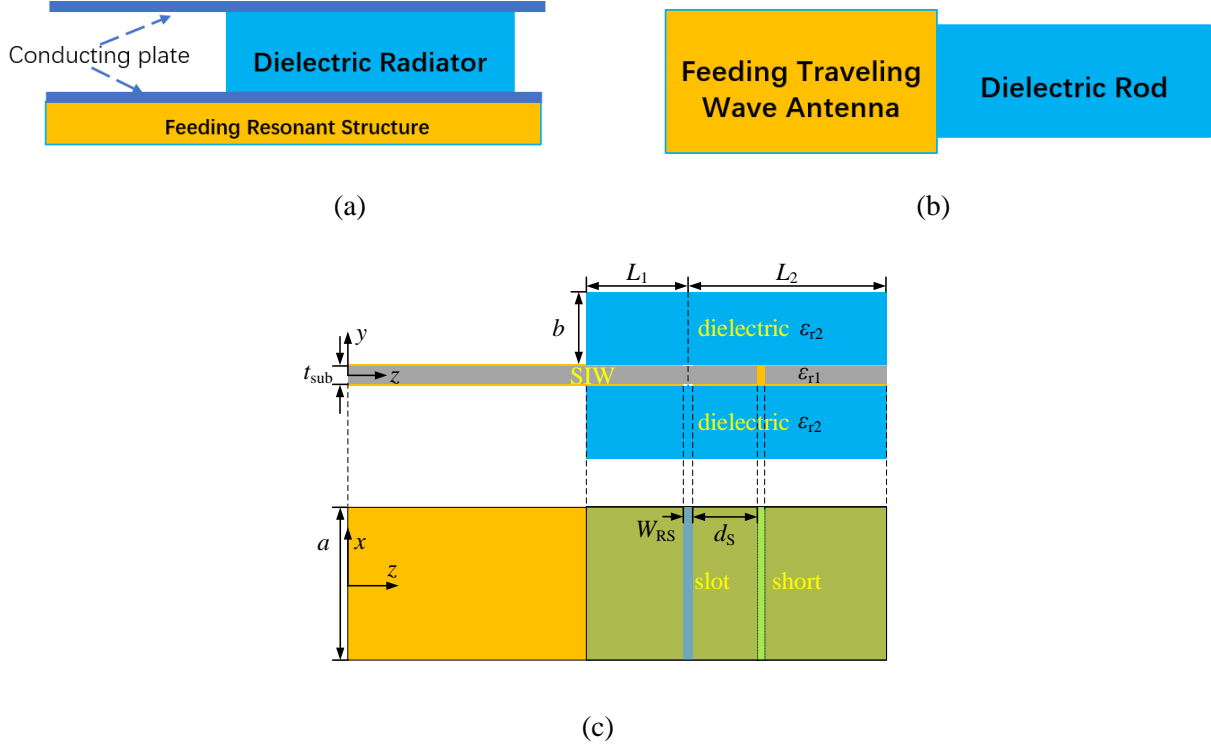 Conducting plate
Dielectric Radiator
Feeding Resonant Structure
Feeding Traveling
Wave Antenna
Dielectric Rod
(a)
(b)
L1
L2
b
dielectric εr2
y
tsub
z
SIW
εr1
dielectric εr2
a
x
z
WRS
dS
slot
short
(c)